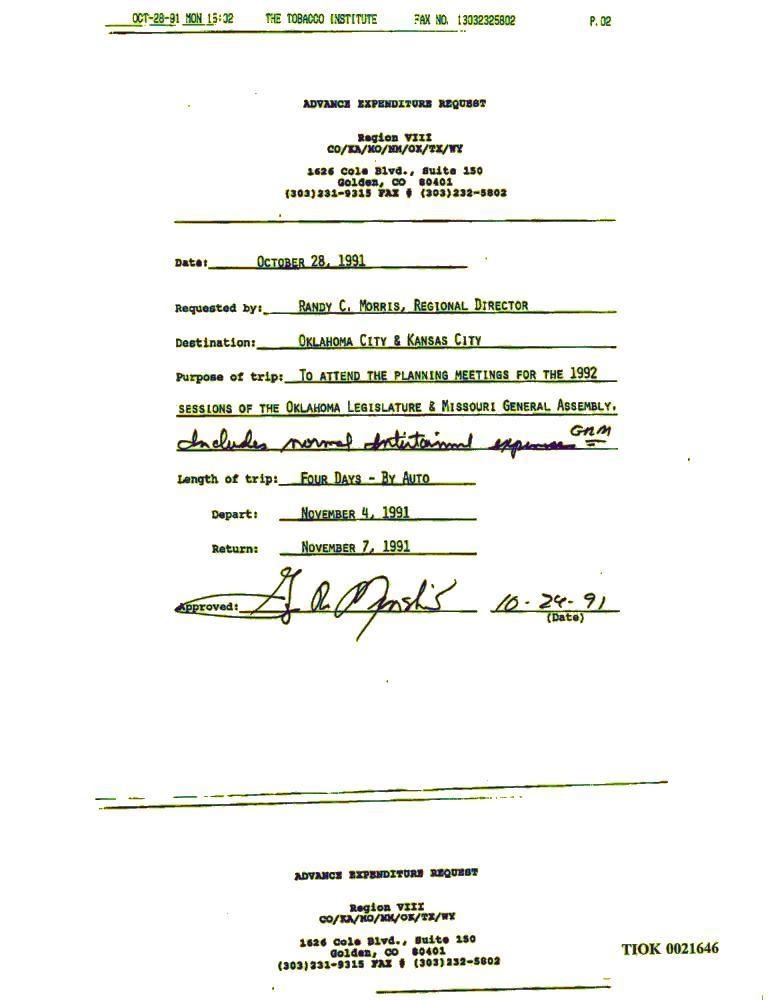 OCT-28-91 MON 15:02 THE TOBACCO INSTITUTE FAX NO. 13032325802 P. 02
ADVANCE EXPENDITURE REQUEST
Region VIII
CO/KA/MO/NM/OK/TX/WY
1626 Cole Blvd., Suite 150
Golden, CO 80401
(303)231-9315 FAX # (303)232-5802
Date: OCTOBER 28, 1991
Requested by: RANDY C. MORRIS, REGIONAL DIRECTOR
Destination: OKLAHOMA CITY & KANSAS CITY
Purpose of trip: TO ATTEND THE PLANNING MEETINGS FOR THE 1992
SESSIONS OF THE OKLAHOMA LEGISLATURE & MISSOURI GENERAL ASSEMBLY.
Includes normal entertainment expenses GRM
Length of trip: FOUR DAYS - BY AUTO
Depart: NOVEMBER 4, 1991
Return: NOVEMBER 7, 1991
Approved: 10-29-91
(Date)
ADVANCE EXPENDITURE REQUEST
Region VIII
CO/KA/MO/NM/OK/TX/WY
1626 Cole Blvd., Suite 150
Golden, CO 80401
(303)231-9315 FAX # (303)232-5802
TIOK 0021646